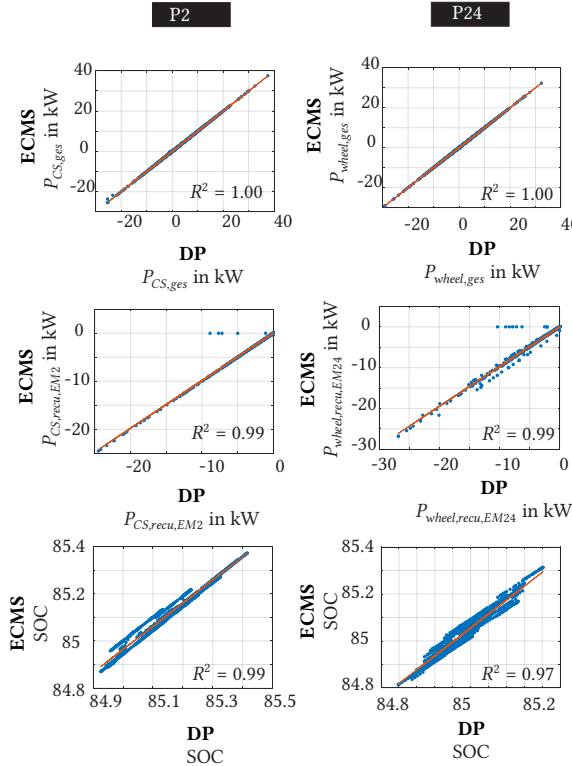 P2
P24
ECMS
P_CS,ges in kW
40
20
0
-20
R² = 1.00
-20
0
20
40
DP
P_CS,ges in kW
ECMS
P_wheel,ges in kW
40
20
0
-20
R² = 1.00
-20
0
20
40
DP
P_wheel,ges in kW
ECMS
P_CS,recu,EM2 in kW
0
-10
-20
R² = 0.99
-20
-10
0
DP
P_CS,recu,EM2 in kW
ECMS
P_wheel,recu,EM24 in kW
0
-10
-20
-30
R² = 0.99
-30
-20
-10
0
DP
P_wheel,recu,EM24 in kW
ECMS
SOC
85.4
85.2
85
84.8
R² = 0.99
84.9
85.1
85.3
85.5
DP
SOC
ECMS
SOC
85.4
85.2
85
84.8
R² = 0.97
84.8
85
85.2
DP
SOC